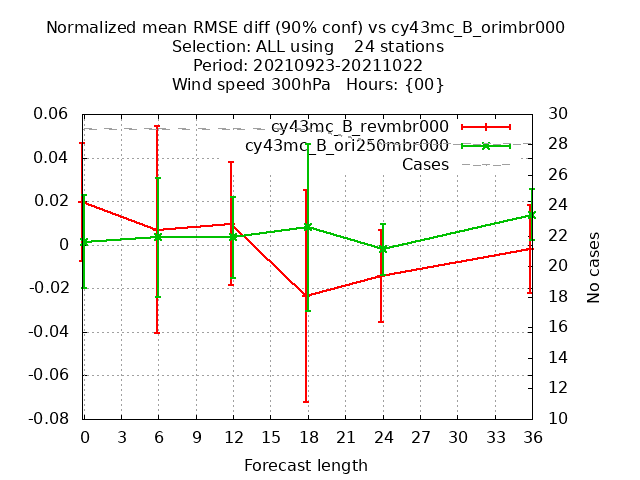 Normalized mean RMSE diff (90% conf) vs cy43mc_B_orimbr000
Selection: ALL using    24 stations
Period: 20210923-20211022
Wind speed 300hPa   Hours: {00}
cy43mc_B_revmbr000
cy43mc_B_ori250mbr000
Cases
0.06
0.04
0.02
0
-0.02
-0.04
-0.06
-0.08
30
28
26
24
22
20
18
16
14
12
10
No cases
0 3 6 9 12 15 18 21 24 27 30 33 36
Forecast length